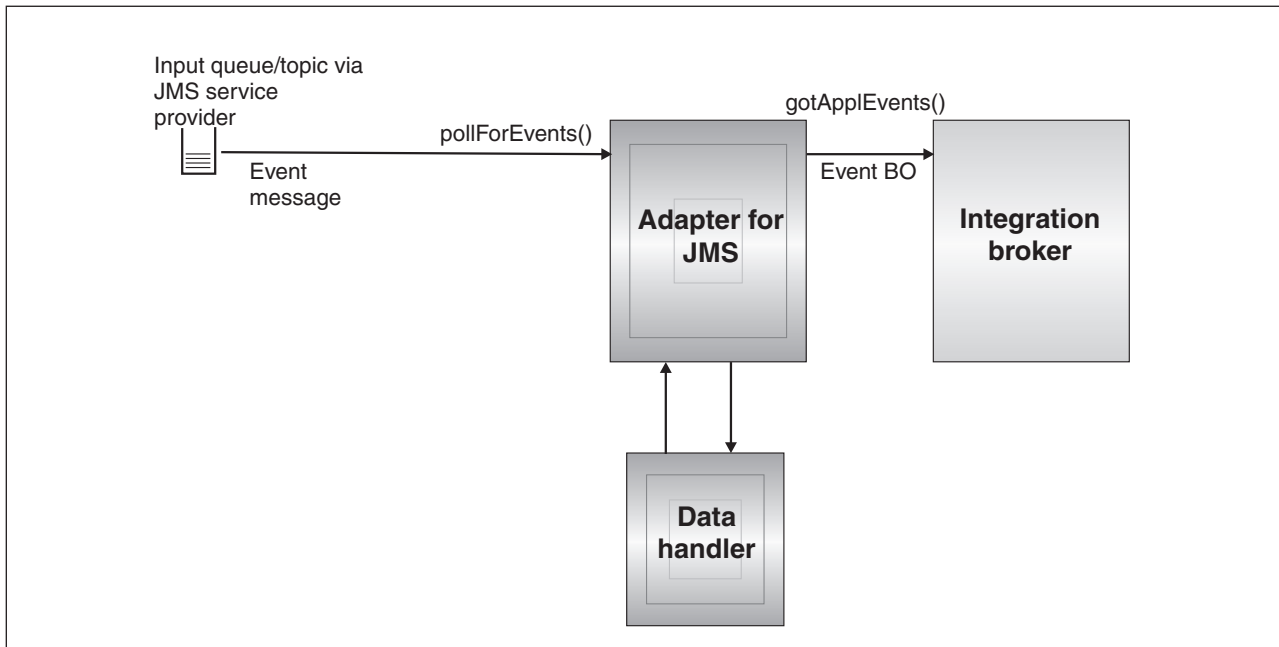 Input queue/topic via
JMS service
provider
pollForEvents()
Event
message
gotApplEvents()
Event BO
Adapter for
JMS
Integration
broker
Data
handler